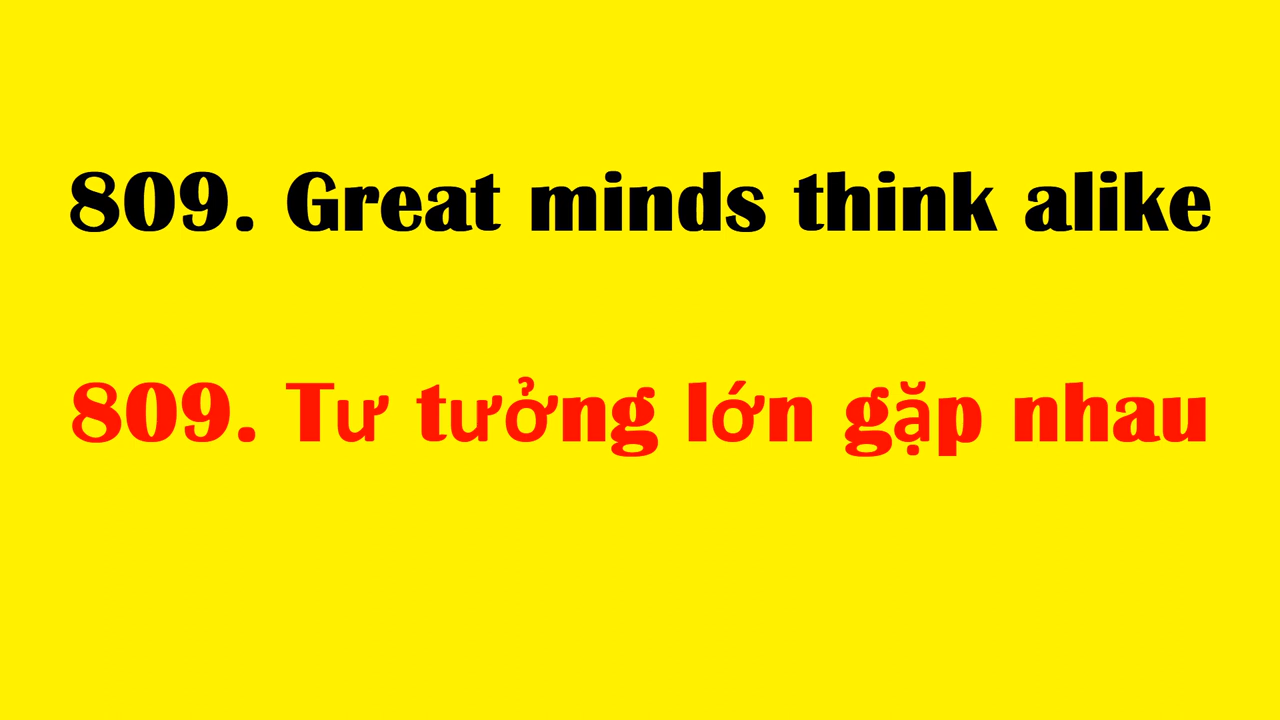 809. Great minds think alike
809. Tư tưởng lớn gặp nhau